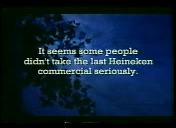 It seems some people
didn't take the last Heineken
commercial seriously.